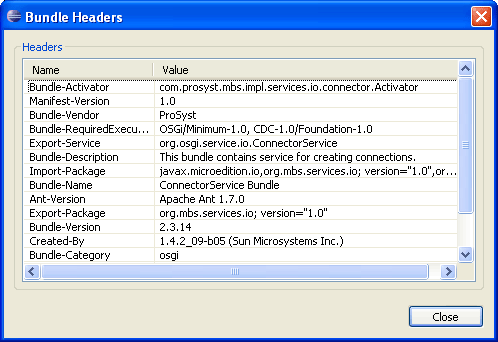 Bundle Headers
Headers
Name Value
Bundle-Activator com.prosyst.mbs.impl.services.io.connector.Activator
Manifest-Version 1.0
Bundle-Vendor ProSyst
Bundle-RequiredExecu... OSGi/Minimum-1.0, CDC-1.0/Foundation-1.0
Export-Service org.osgi.service.io.ConnectorService
Bundle-Description This bundle contains service for creating connections.
Import-Package javax.microedition.io,org.mbs.services.io; version="1.0",or...
Bundle-Name ConnectorService Bundle
Ant-Version Apache Ant 1.7.0
Export-Package org.mbs.services.io; version="1.0"
Bundle-Version 2.3.14
Created-By 1.4.2_09-b05 (Sun Microsystems Inc.)
Bundle-Category osgi
Close